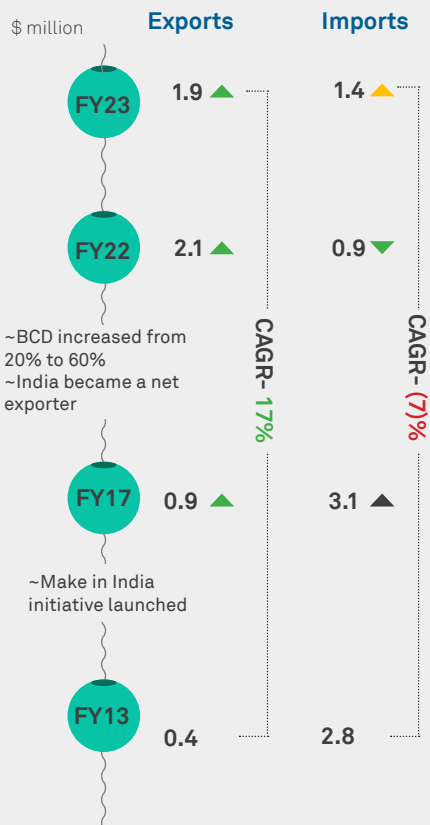 $ million
Exports
Imports
FY23
1.9
1.4
FY22
2.1
0.9
~BCD increased from
20% to 60%
~India became a net
exporter
CAGR- 17%
CAGR- (7)%
FY17
0.9
3.1
~Make in India
initiative launched
FY13
0.4
2.8